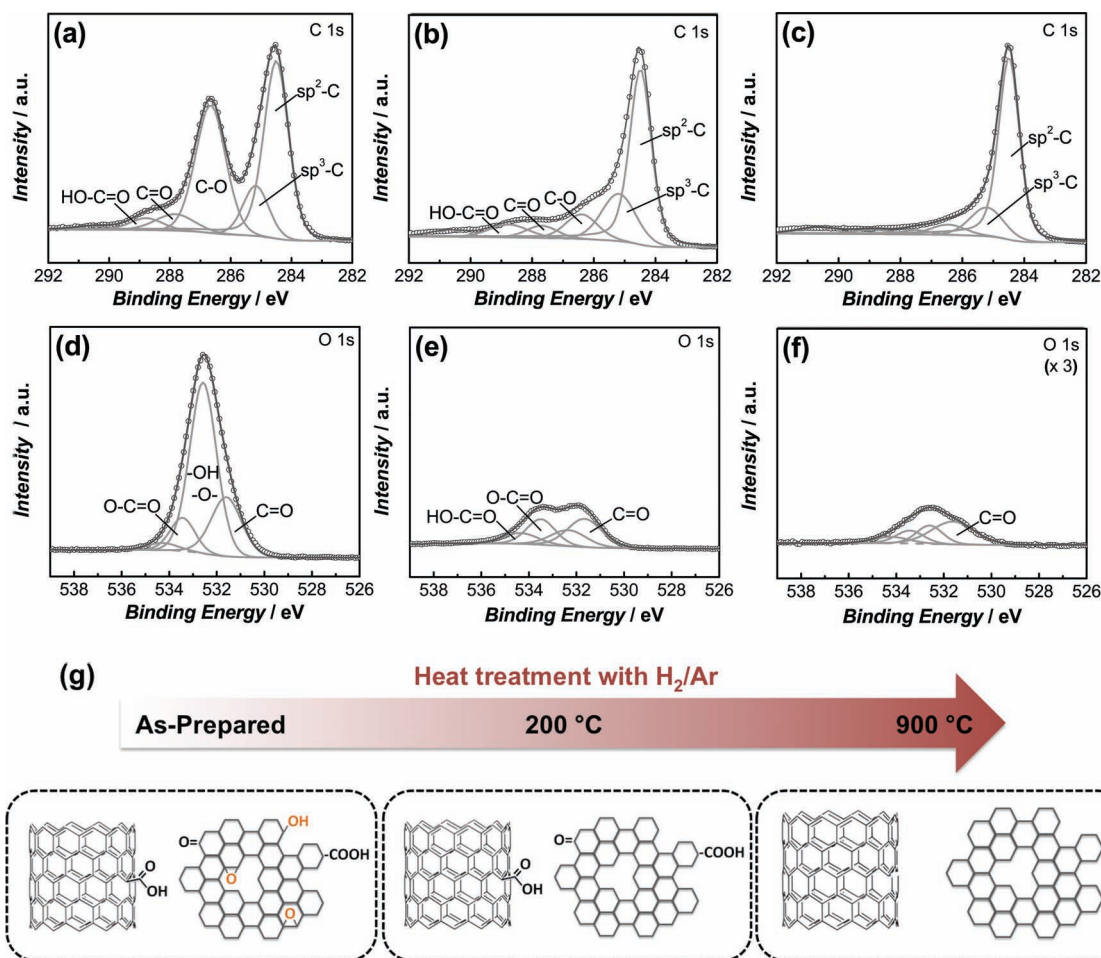 (a)
C 1s
sp²-C
sp³-C
C-O
C=O
HO-C=O
Intensity / a.u.
292 290 288 286 284 282
Binding Energy / eV
(b)
C 1s
sp²-C
sp³-C
C-O
C=O
HO-C=O
Intensity / a.u.
292 290 288 286 284 282
Binding Energy / eV
(c)
C 1s
sp²-C
sp³-C
Intensity / a.u.
292 290 288 286 284 282
Binding Energy / eV
(d)
O 1s
-OH
-O-
O-C=O
C=O
Intensity / a.u.
538 536 534 532 530 528 526
Binding Energy / eV
(e)
O 1s
O-C=O
HO-C=O
C=O
Intensity / a.u.
538 536 534 532 530 528 526
Binding Energy / eV
(f)
O 1s
(x 3)
C=O
Intensity / a.u.
538 536 534 532 530 528 526
Binding Energy / eV
(g)
Heat treatment with H₂/Ar
As-Prepared 200 °C 900 °C
O
OH
O=
OH
COOH
O
O
O
OH
O=
COOH